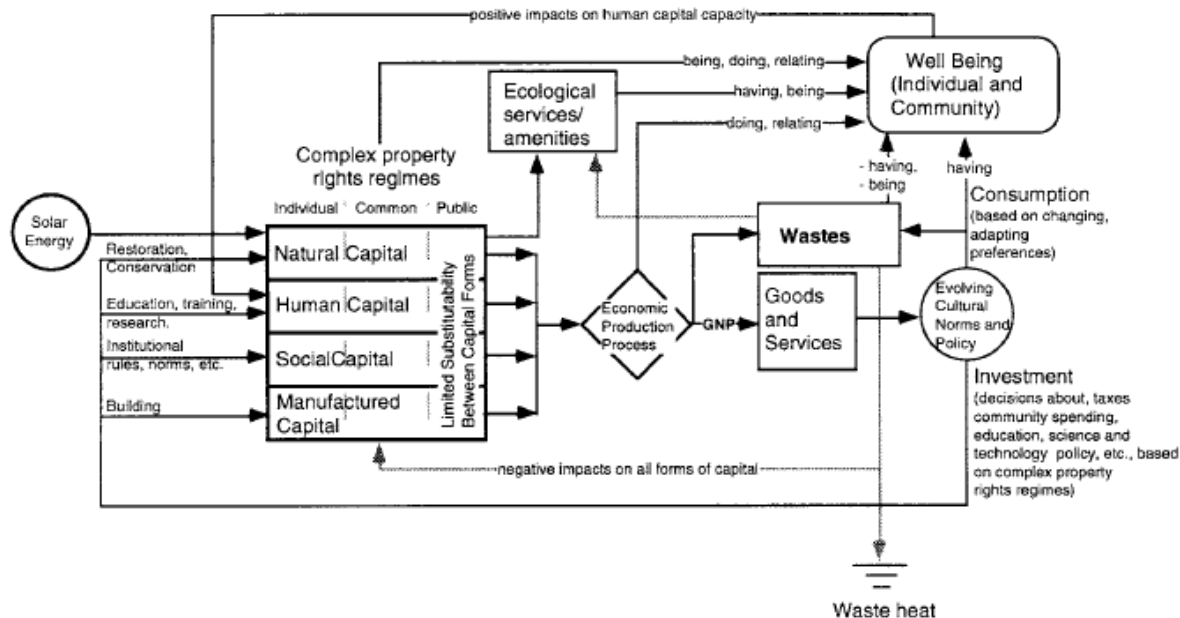 positive impacts on human capital capacity
being, doing, relating
Well Being
(Individual and
Community)
Ecological
services/
amenities
having, being
doing, relating
Complex property
rights regimes
- having,
- being
having
Individual
Common
Public
Solar
Energy
Consumption
(based on changing,
adapting
preferences)
Restoration,
Conservation
Natural Capital
Wastes
Education, training,
research.
Human Capital
Limited Substitutability
Between Capital Forms
Economic
Production
Process
GNP
Goods
and
Services
Evolving
Cultural
Norms and
Policy
Institutional
rules, norms, etc.
SocialCapital
Building
Manufactured
Capital
Investment
(decisions about, taxes
community spending,
education, science and
technology policy, etc., based
on complex property
rights regimes)
negative impacts on all forms of capital
Waste heat